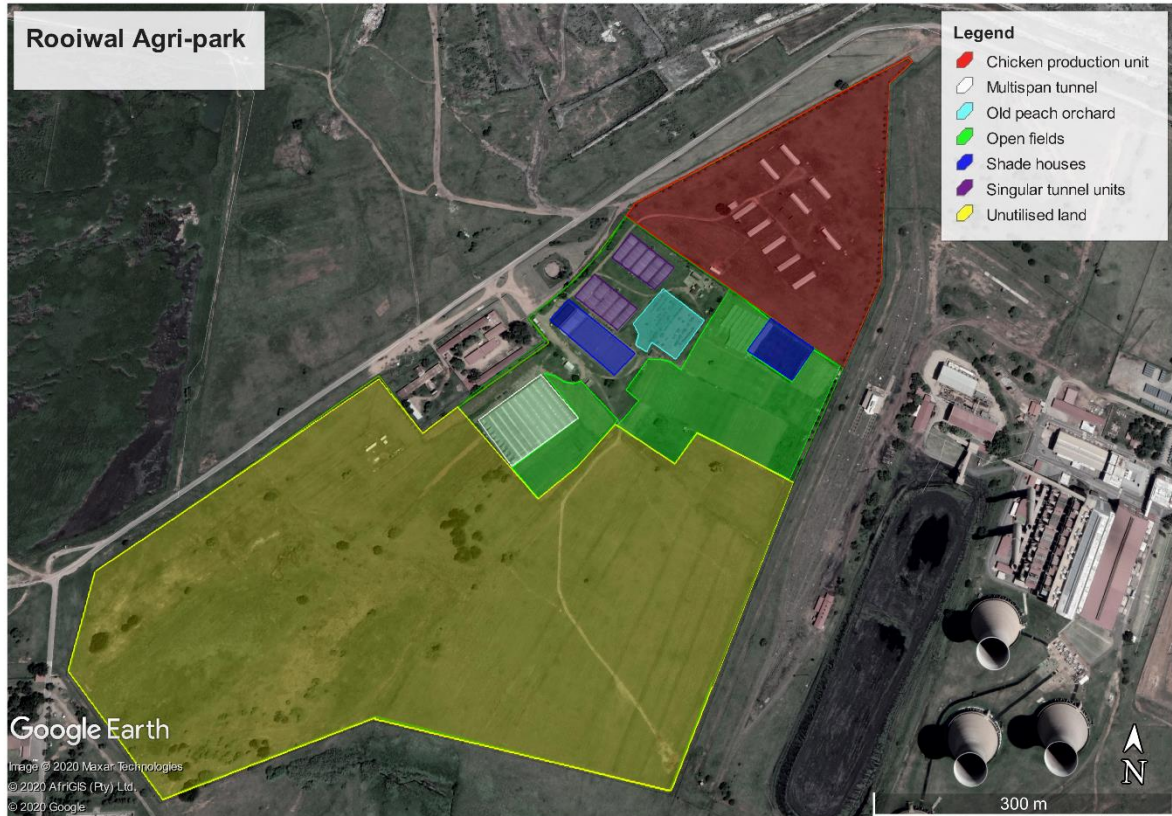 Rooiwal Agri-park
Legend
Chicken production unit
Multispan tunnel
Old peach orchard
Open fields
Shade houses
Singular tunnel units
Unutilised land
Google Earth
Image © 2020 Maxar Technologies
© 2020 AfriGIS (Pty) Ltd.
© 2020 Google
N
300 m